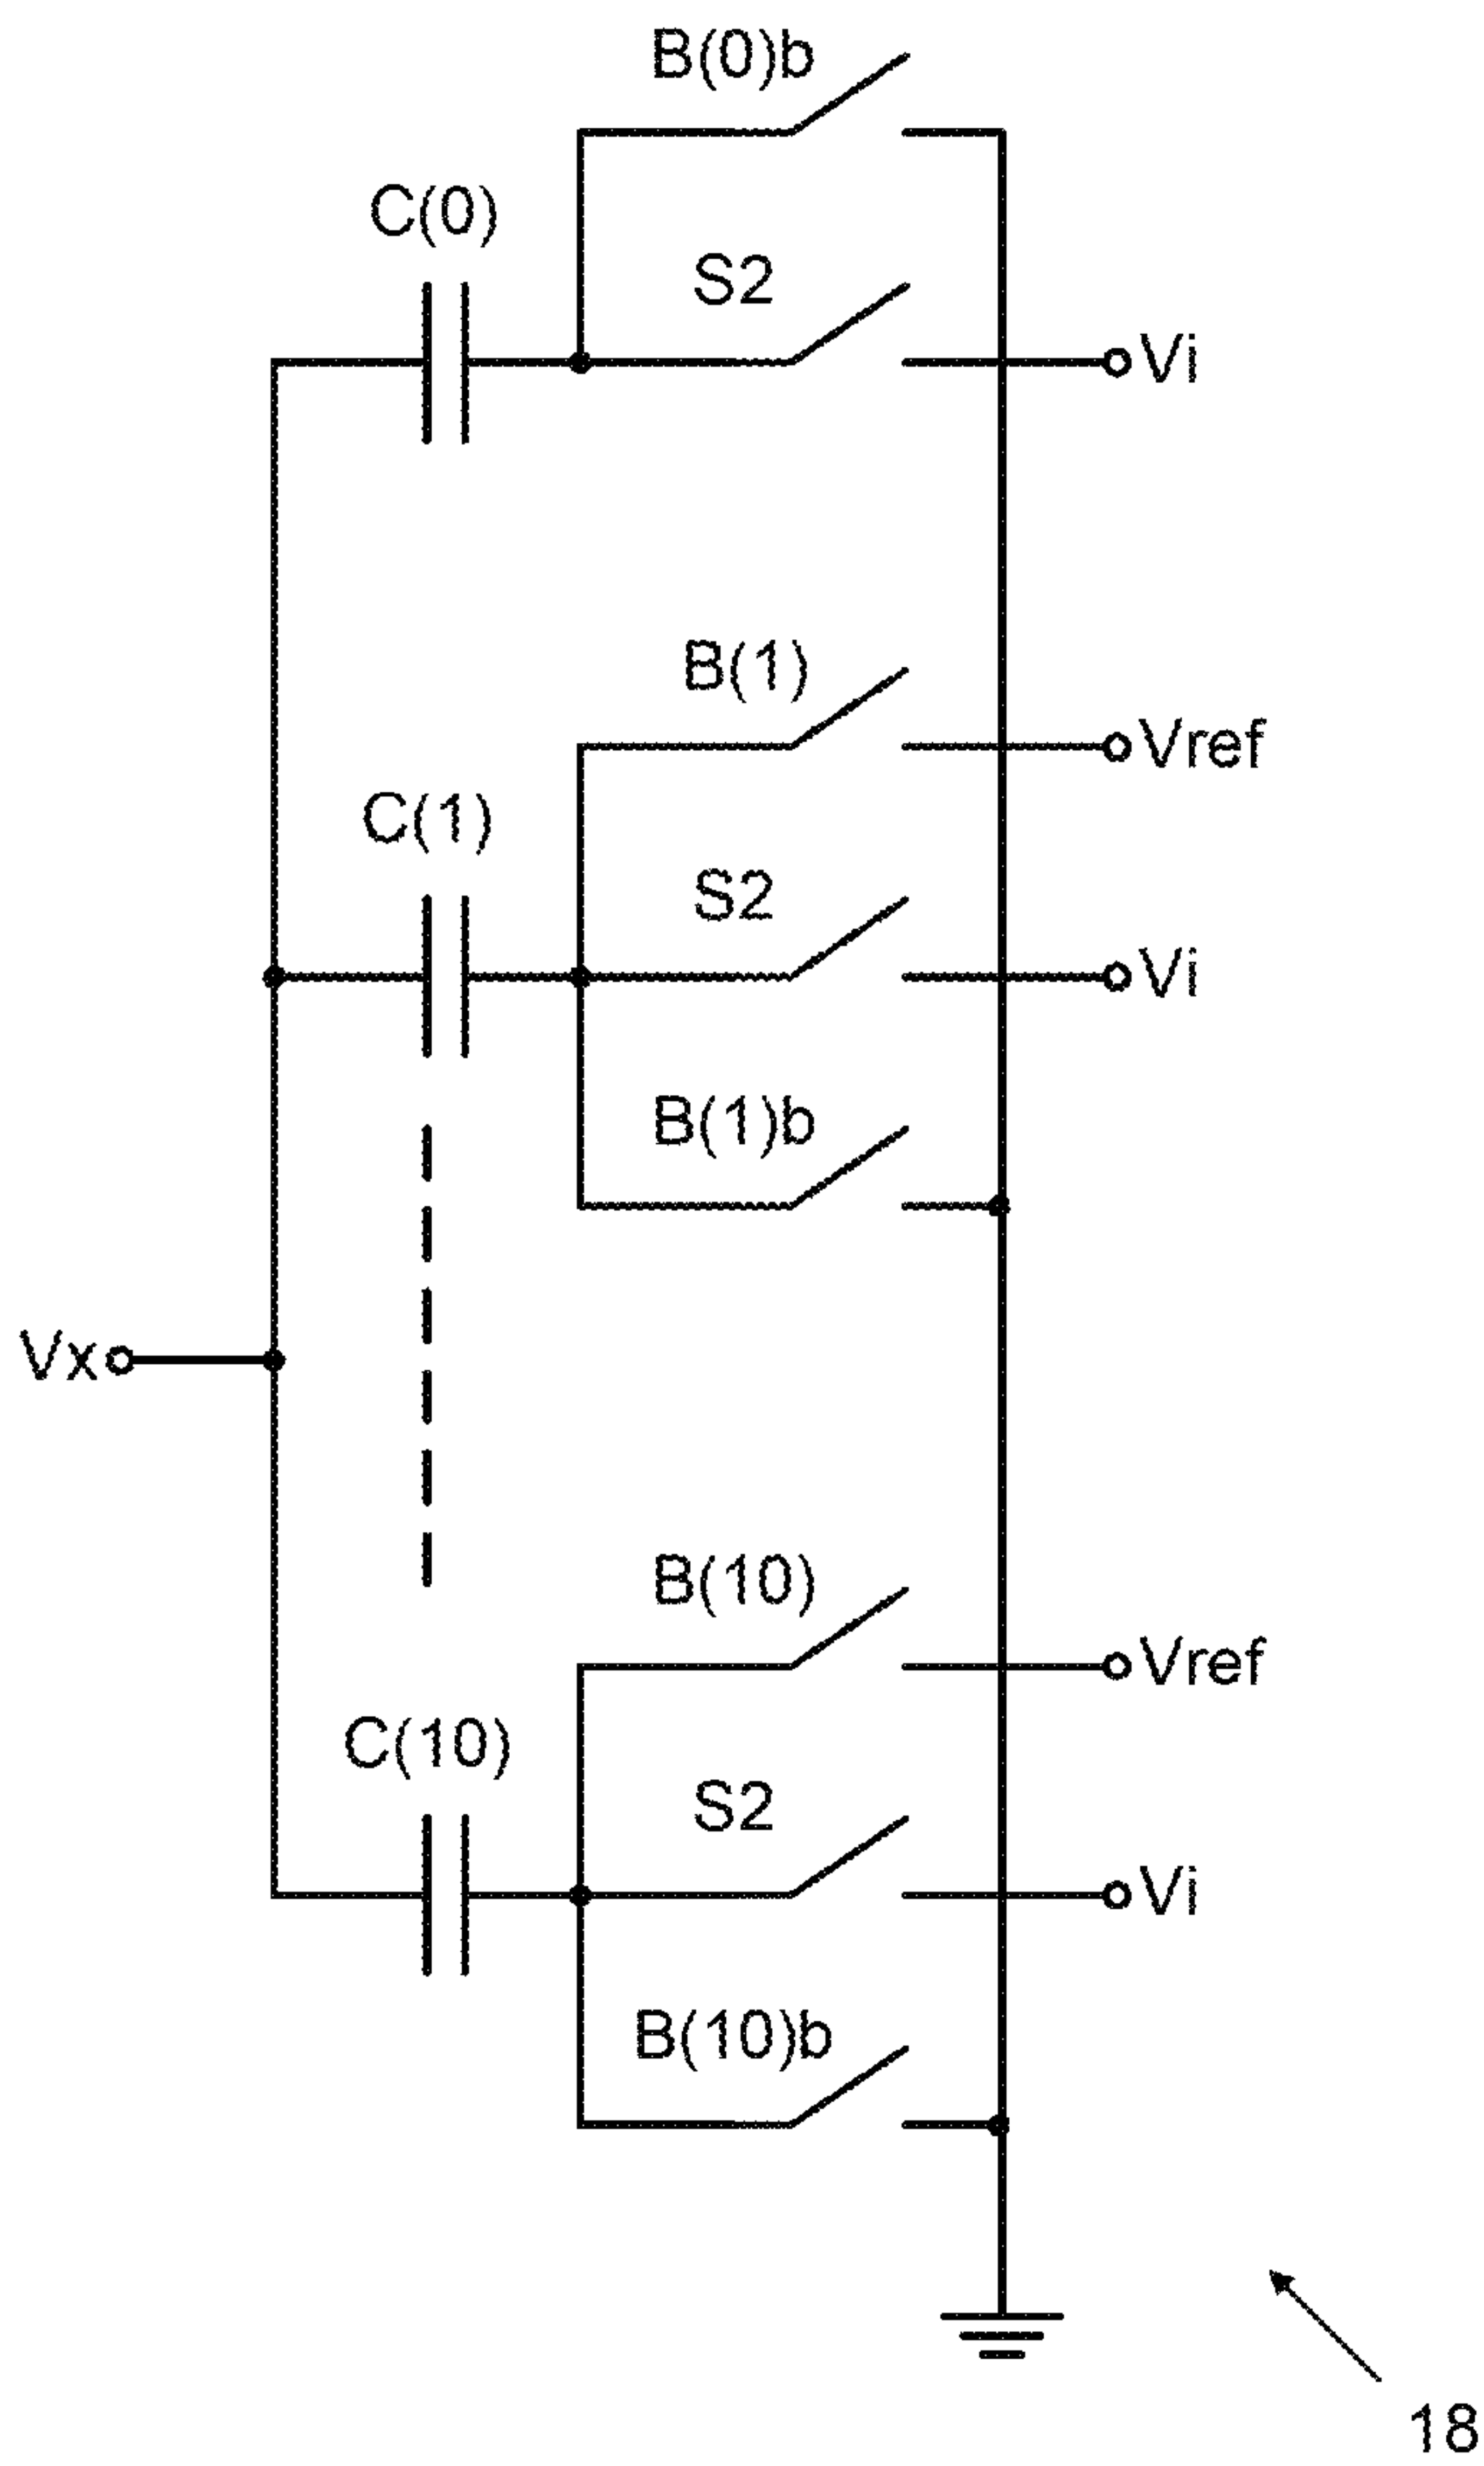 B(0)b
C(0)
S2
Vi
B(1)
Vref
C(1)
S2
Vi
B(1)b
Vx
B(10)
Vref
C(10)
S2
Vi
B(10)b
18